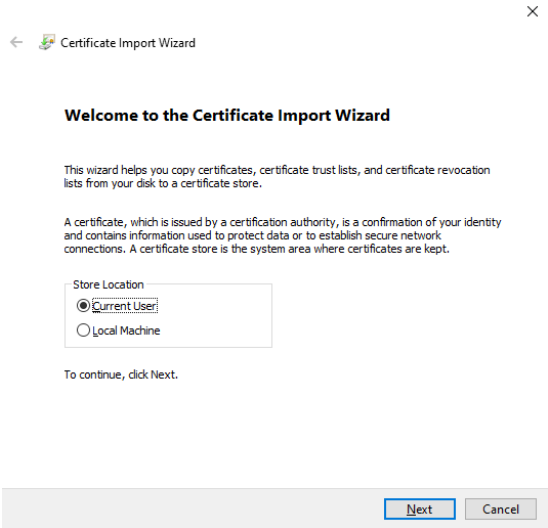 Certificate Import Wizard
Welcome to the Certificate Import Wizard
This wizard helps you copy certificates, certificate trust lists, and certificate revocation
lists from your disk to a certificate store.
A certificate, which is issued by a certification authority, is a confirmation of your identity
and contains information used to protect data or to establish secure network
connections. A certificate store is the system area where certificates are kept.
Store Location
Current User
Local Machine
To continue, click Next.
Next Cancel